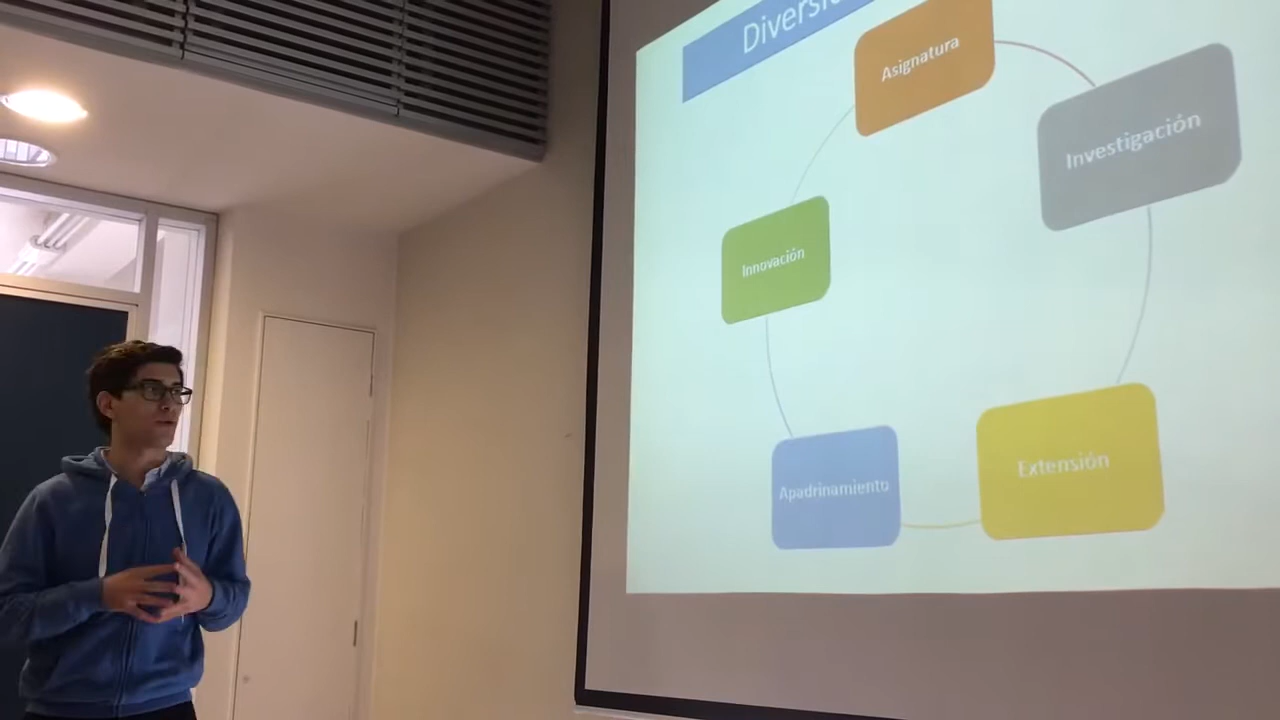 Asignatura
Investigación
Extensión
Apadrinamiento
Innovación